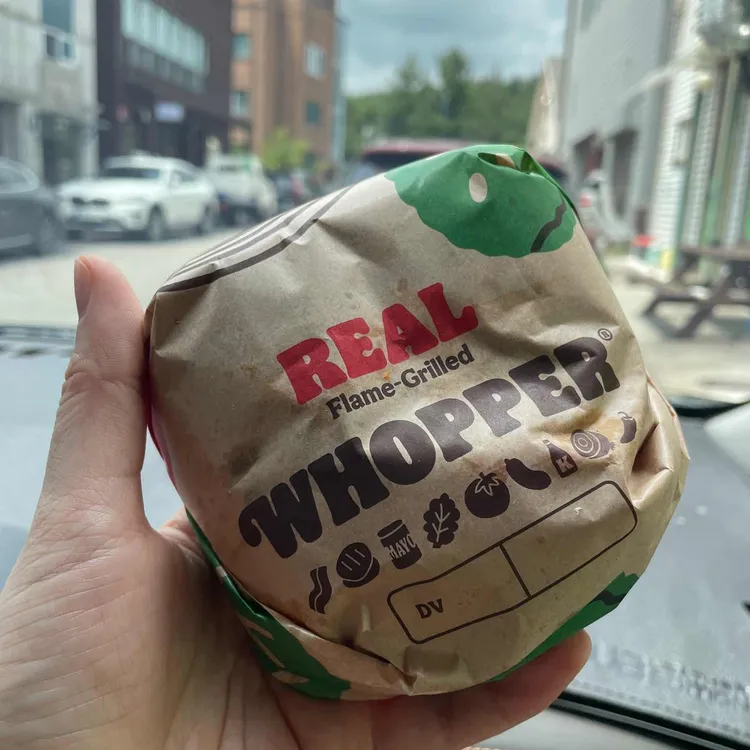 REAL
Flame-Grilled
WHOPPER®
MAYO
K
DV